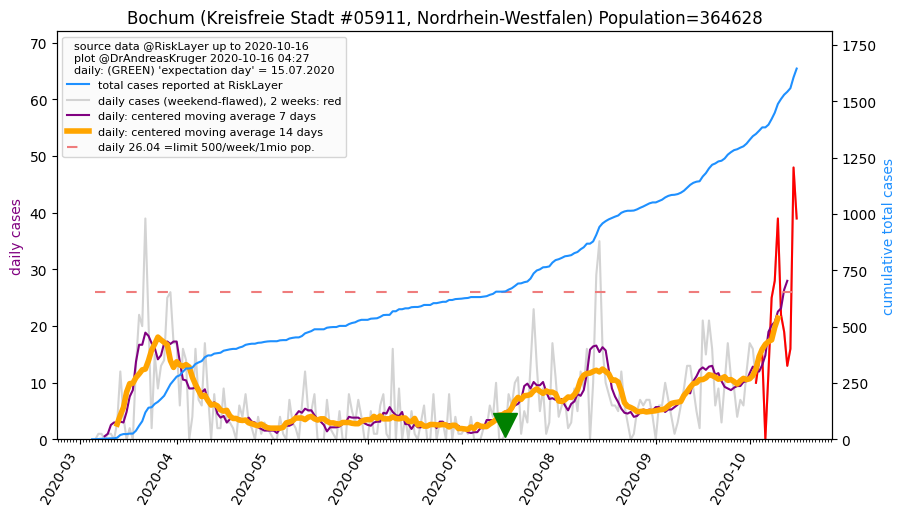 Bochum (Kreisfreie Stadt #05911, Nordrhein-Westfalen) Population=364628
source data @RiskLayer up to 2020-10-16
plot @DrAndreasKruger 2020-10-16 04:27
daily: (GREEN) 'expectation day' = 15.07.2020
total cases reported at RiskLayer
daily cases (weekend-flawed), 2 weeks: red
daily: centered moving average 7 days
daily: centered moving average 14 days
daily 26.04 =limit 500/week/1mio pop.
daily cases
70
60
50
40
30
20
10
0
1750
1500
1250
1000
750
500
250
0
cumulative total cases
2020-03
2020-04
2020-05
2020-06
2020-07
2020-08
2020-09
2020-10